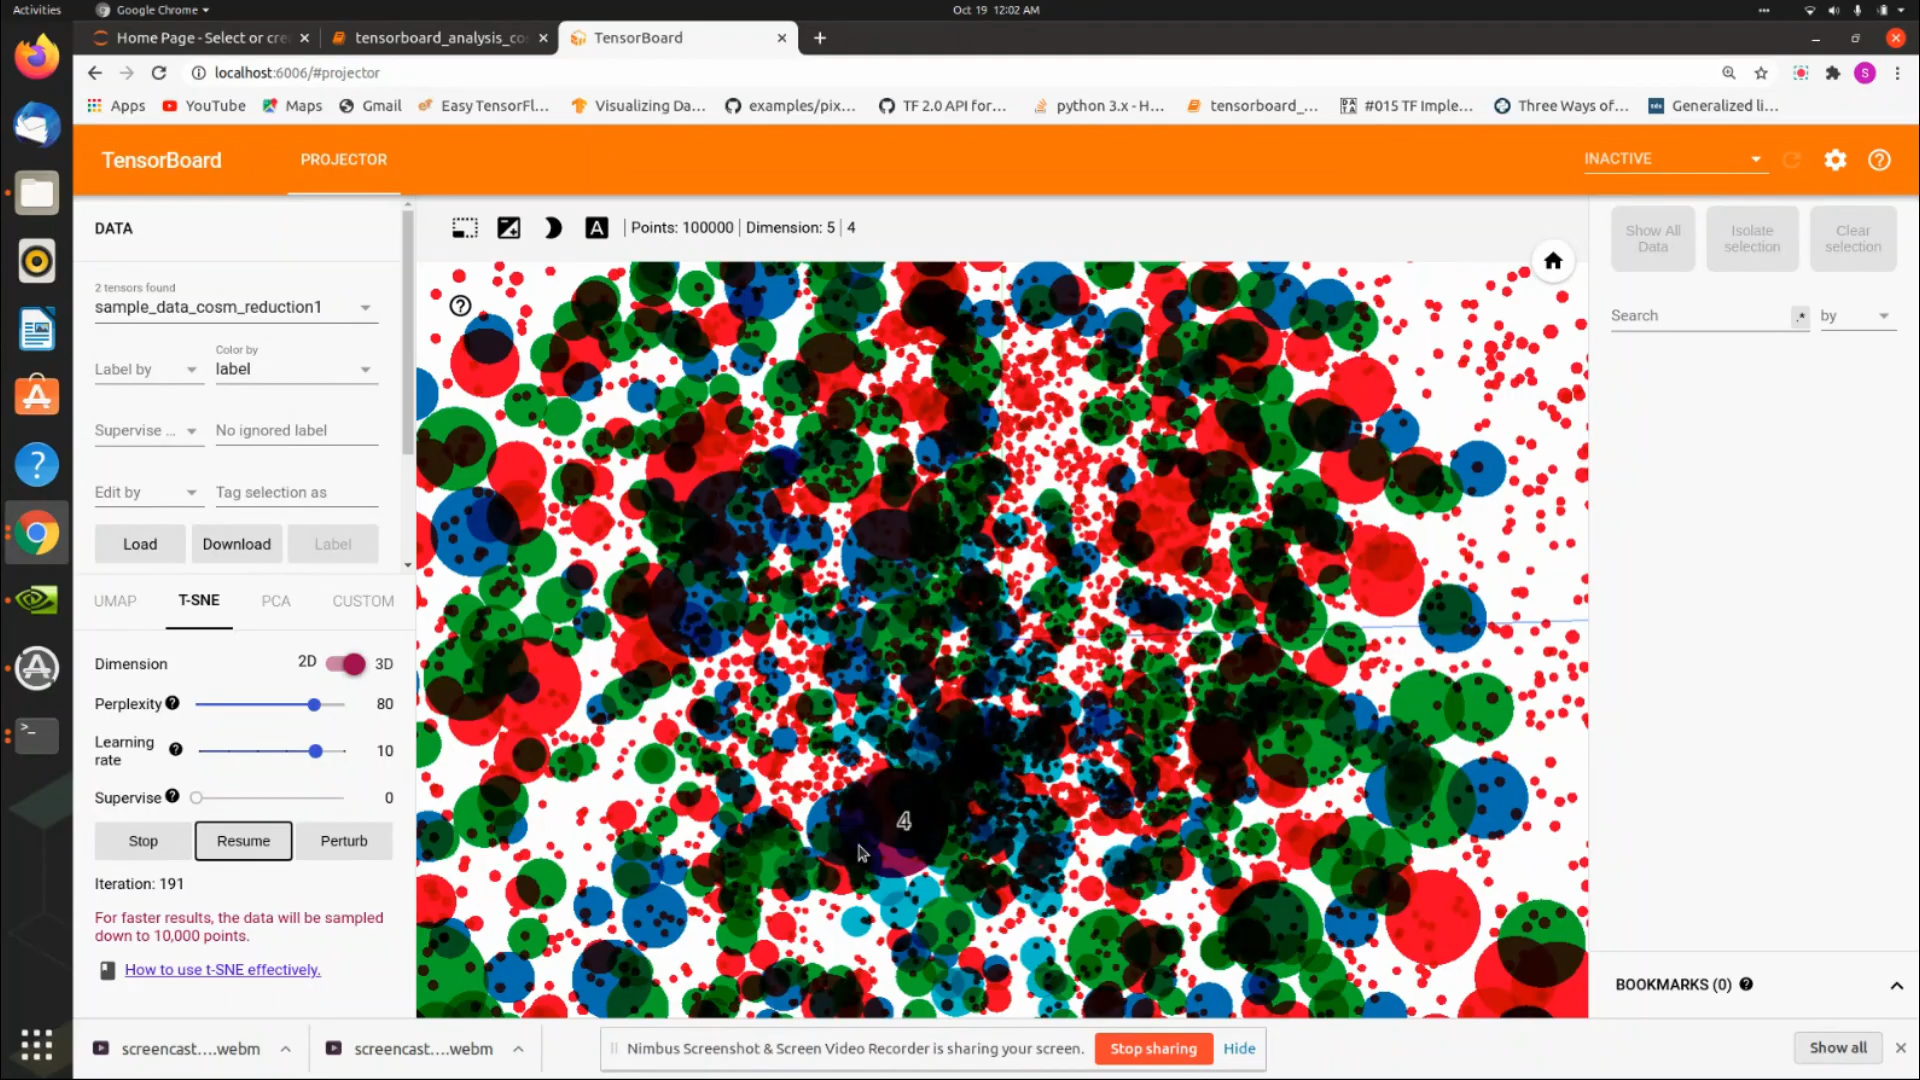 Activities
Google Chrome
Oct 19 12:02 AM
Home Page - Select or cre
tensorboard_analysis_co
TensorBoard
localhost:6006/#projector
S
Apps
YouTube
Maps
Gmail
Easy TensorFl...
Visualizing Da...
examples/pix...
TF 2.0 API for...
python 3.x - H...
tensorboard_...
#015 TF Imple...
Three Ways of...
Generalized li...
TensorBoard
PROJECTOR
INACTIVE
DATA
A
Points: 100000
Dimension: 5
4
2 tensors found
sample_data_cosm_reduction1
Label by
Color by
label
Supervise ...
No ignored label
Edit by
Tag selection as
Load
Download
Label
UMAP
T-SNE
PCA
CUSTOM
Dimension
2D
3D
Perplexity
80
Learning
rate
10
Supervise
0
Stop
Resume
Perturb
Iteration: 191
For faster results, the data will be sampled
down to 10,000 points.
How to use t-SNE effectively.
4
Show All
Data
Isolate
selection
Clear
selection
Search
.*
by
BOOKMARKS (0)
screencast....webm
screencast....webm
Nimbus Screenshot & Screen Video Recorder is sharing your screen.
Stop sharing
Hide
Show all